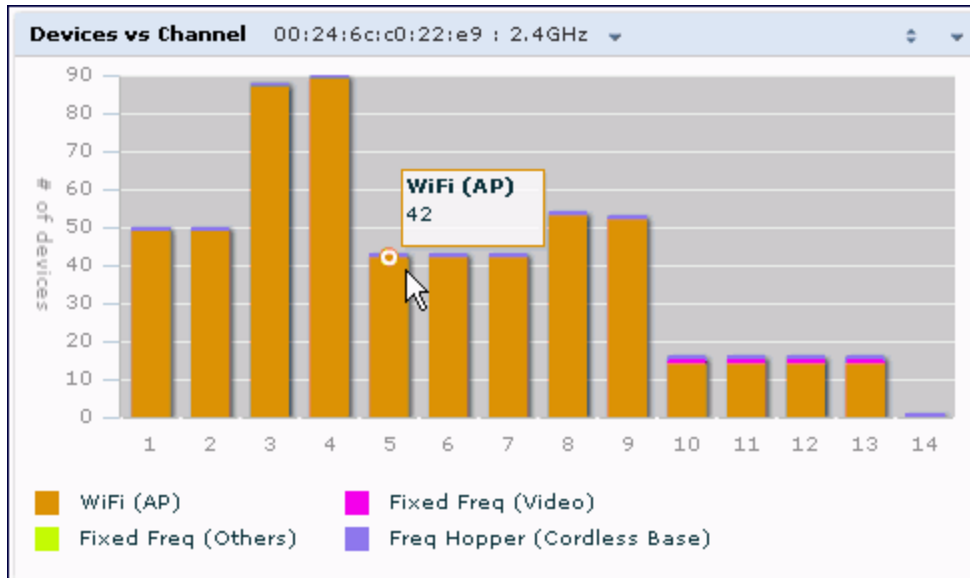 Devices vs Channel 00:24:6c:c0:22:e9 : 2.4GHz
90
80
70
60
50
40
30
20
10
0
# of devices
WiFi (AP)
42
1 2 3 4 5 6 7 8 9 10 11 12 13 14
WiFi (AP) Fixed Freq (Video)
Fixed Freq (Others) Freq Hopper (Cordless Base)